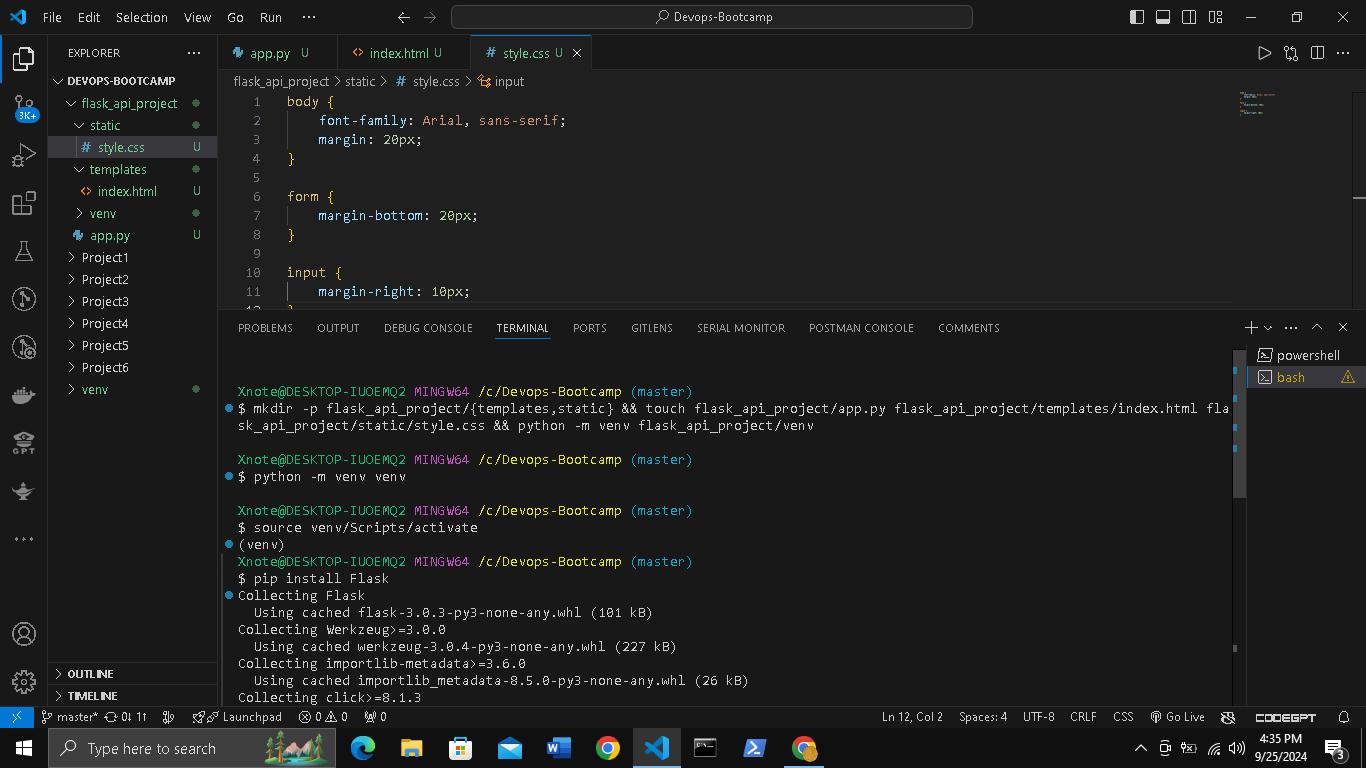 File Edit Selection View Go Run ···
Devops-Bootcamp
EXPLORER ···
DEVOPS-BOOTCAMP
flask_api_project
static
# style.css U
templates
<> index.html U
venv
app.py U
Project1
Project2
Project3
Project4
Project5
Project6
venv
OUTLINE
TIMELINE
3K+
GPT
app.py U <> index.html U # style.css U
flask_api_project > static > # style.css > input
1 body {
2 font-family: Arial, sans-serif;
3 margin: 20px;
4 }
5
6 form {
7 margin-bottom: 20px;
8 }
9
10 input {
11 margin-right: 10px;
12 }
PROBLEMS OUTPUT DEBUG CONSOLE TERMINAL PORTS GITLENS SERIAL MONITOR POSTMAN CONSOLE COMMENTS
powershell
bash
Xnote@DESKTOP-IUOEMQ2 MINGW64 /c/Devops-Bootcamp (master)
$ mkdir -p flask_api_project/{templates,static} && touch flask_api_project/app.py flask_api_project/templates/index.html fla
sk_api_project/static/style.css && python -m venv flask_api_project/venv
Xnote@DESKTOP-IUOEMQ2 MINGW64 /c/Devops-Bootcamp (master)
$ python -m venv venv
Xnote@DESKTOP-IUOEMQ2 MINGW64 /c/Devops-Bootcamp (master)
$ source venv/Scripts/activate
(venv)
Xnote@DESKTOP-IUOEMQ2 MINGW64 /c/Devops-Bootcamp (master)
$ pip install Flask
Collecting Flask
Using cached flask-3.0.3-py3-none-any.whl (101 kB)
Collecting Werkzeug>=3.0.0
Using cached werkzeug-3.0.4-py3-none-any.whl (227 kB)
Collecting importlib-metadata>=3.6.0
Using cached importlib_metadata-8.5.0-py3-none-any.whl (26 kB)
Collecting click>=8.1.3
master* 0↓ 1↑ Launchpad 0 0 0 Ln 12, Col 2 Spaces: 4 UTF-8 CRLF CSS Go Live CODEGPT
Type here to search
4:35 PM
9/25/2024
3